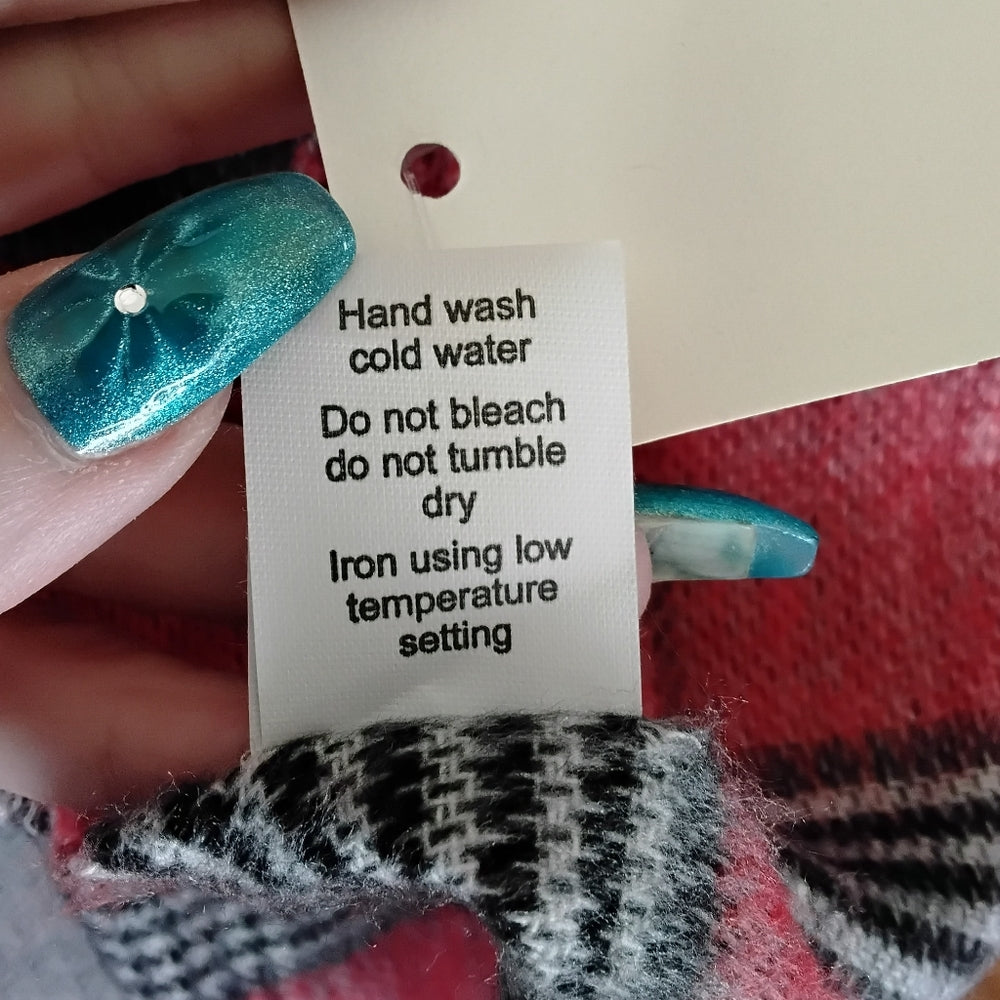 Hand wash
cold water
Do not bleach
do not tumble
dry
Iron using low
temperature
setting